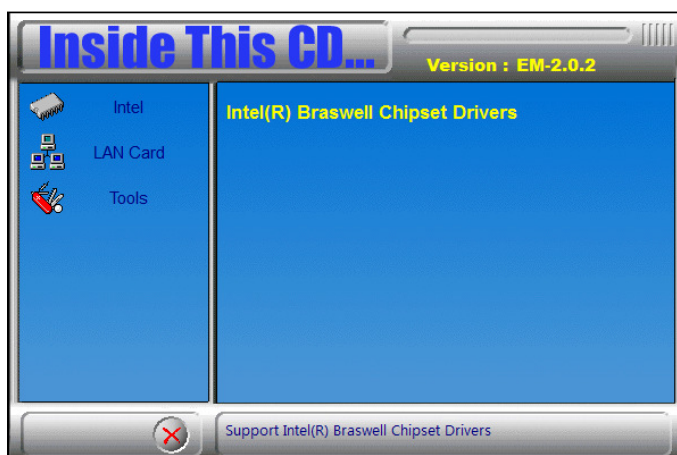 Inside This CD...
Version : EM-2.0.2
Intel
LAN Card
Tools
Intel(R) Braswell Chipset Drivers
Support Intel(R) Braswell Chipset Drivers